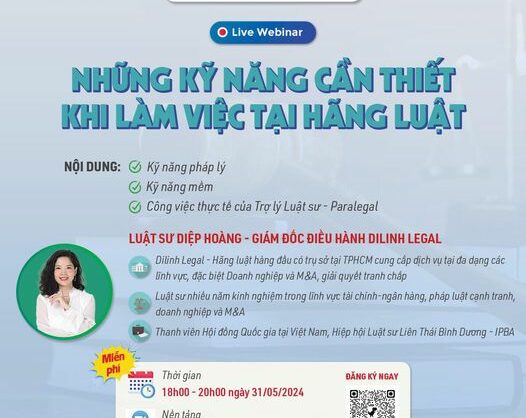 Live Webinar
NHỮNG KỸ NĂNG CẦN THIẾT
KHI LÀM VIỆC TẠI HÃNG LUẬT
NỘI DUNG:
Kỹ năng pháp lý
Kỹ năng mềm
Công việc thực tế của Trợ lý Luật sư - Paralegal
LUẬT SƯ DIỆP HOÀNG - GIÁM ĐỐC ĐIỀU HÀNH DILINH LEGAL
Dilinh Legal - Hãng luật hàng đầu có trụ sở tại TPHCM cung cấp dịch vụ tại đa dạng các
lĩnh vực, đặc biệt Doanh nghiệp và M&A, giải quyết tranh chấp
Luật sư nhiều năm kinh nghiệm trong lĩnh vực tài chính-ngân hàng, pháp luật cạnh tranh,
doanh nghiệp và M&A
Thanh viên Hội đồng Quốc gia tại Việt Nam, Hiệp hội Luật sư Liên Thái Bình Dương - IPBA
Miễn
phí
Thời gian
18h00 - 20h00 ngày 31/05/2024
ĐĂNG KÝ NGAY
Nền tảng